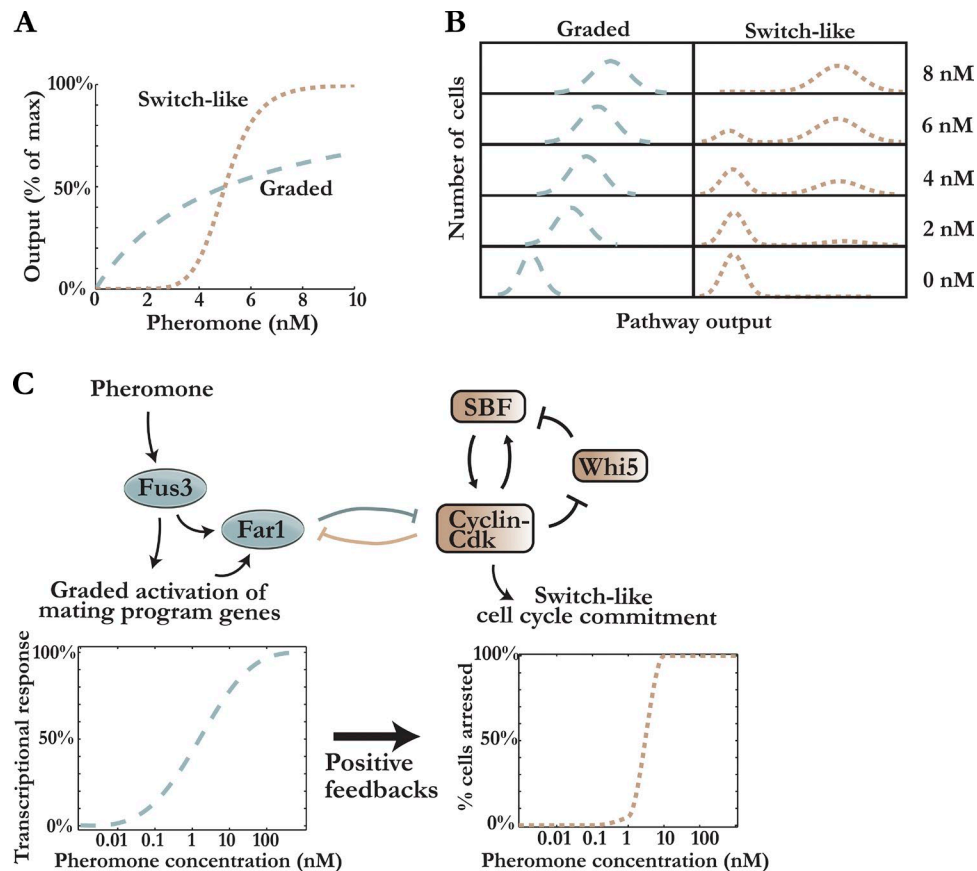 A
100%
Switch-like
50%
Graded
0%
0 2 4 6 8 10
Output (% of max)
Pheromone (nM)
B
Graded Switch-like
Number of cells
8 nM
6 nM
4 nM
2 nM
0 nM
Pathway output
C
Pheromone
Fus3
Far1
SBF
Whi5
Cyclin-
Cdk
Graded activation of
mating program genes
Switch-like
cell cycle commitment
Transcriptional response
100%
50%
0%
0.01 0.1 1 10 100
Pheromone concentration (nM)
Positive
feedbacks
% cells arrested
100%
50%
0%
0.01 0.1 1 10 100
Pheromone concentration (nM)